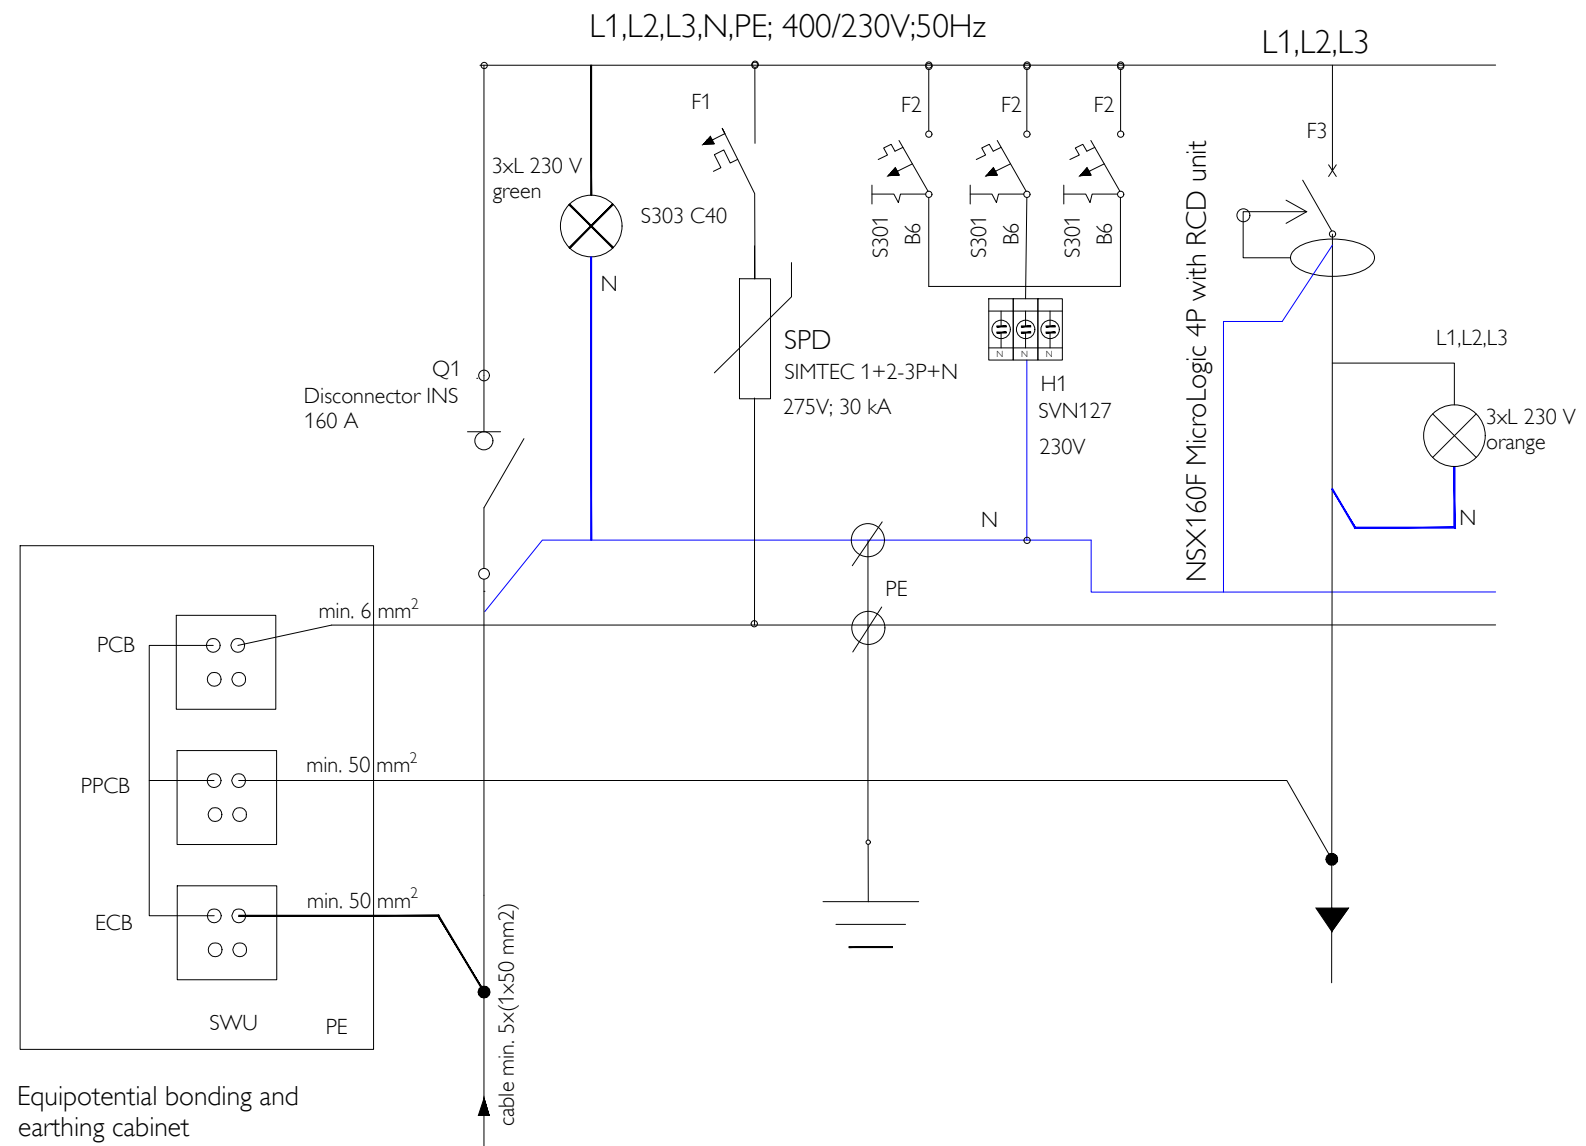 L1,L2,L3,N,PE; 400/230V;50Hz
L1,L2,L3
F1
F2
F2
F2
F3
3xL 230 V
green
S303 C40
N
S301
B6
S301
B6
S301
B6
NSX160F MicroLogic 4P with RCD unit
SPD
SIMTEC 1+2-3P+N
275V; 30 kA
N
N
N
H1
SVN127
230V
L1,L2,L3
3xL 230 V
orange
N
Q1
Disconnector INS
160 A
N
PE
min. 6 mm²
PCB
min. 50 mm²
PPCB
min. 50 mm²
ECB
cable min. 5x(1x50 mm2)
SWU
PE
Equipotential bonding and
earthing cabinet